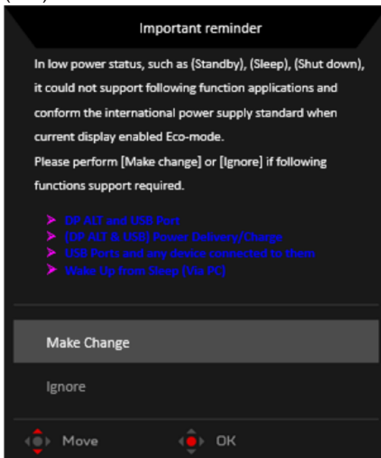 Important reminder
In low power status, such as (Standby), (Sleep), (Shut down),
it could not support following function applications and
conform the international power supply standard when
current display enabled Eco-mode.
Please perform [Make change] or [Ignore] if following
functions support required.
➤ DP ALT and USB Port
➤ (DP ALT & USB) Power Delivery/Charge
➤ USB Ports and any device connected to them
➤ Wake Up from Sleep (Via PC)
Make Change
Ignore
Move OK